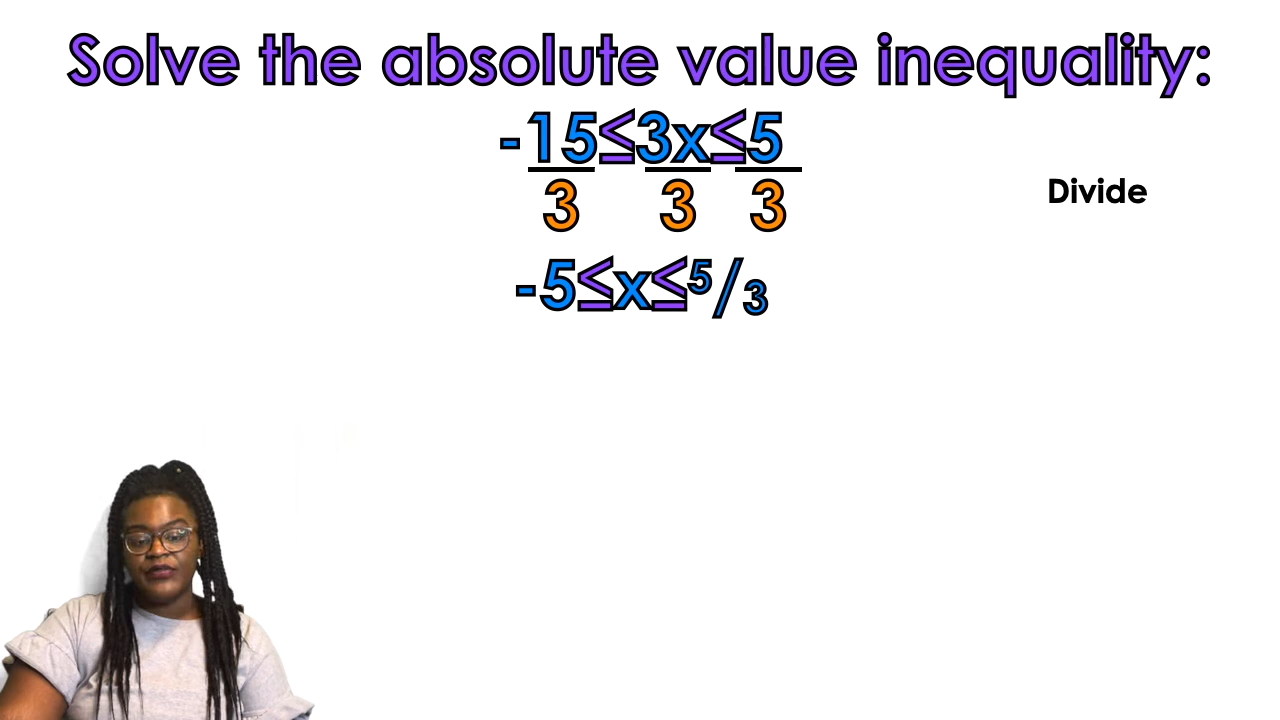 Solve the absolute value inequality:
-15≤3x≤5
3 3 3
Divide
-5≤x≤⁵/₃